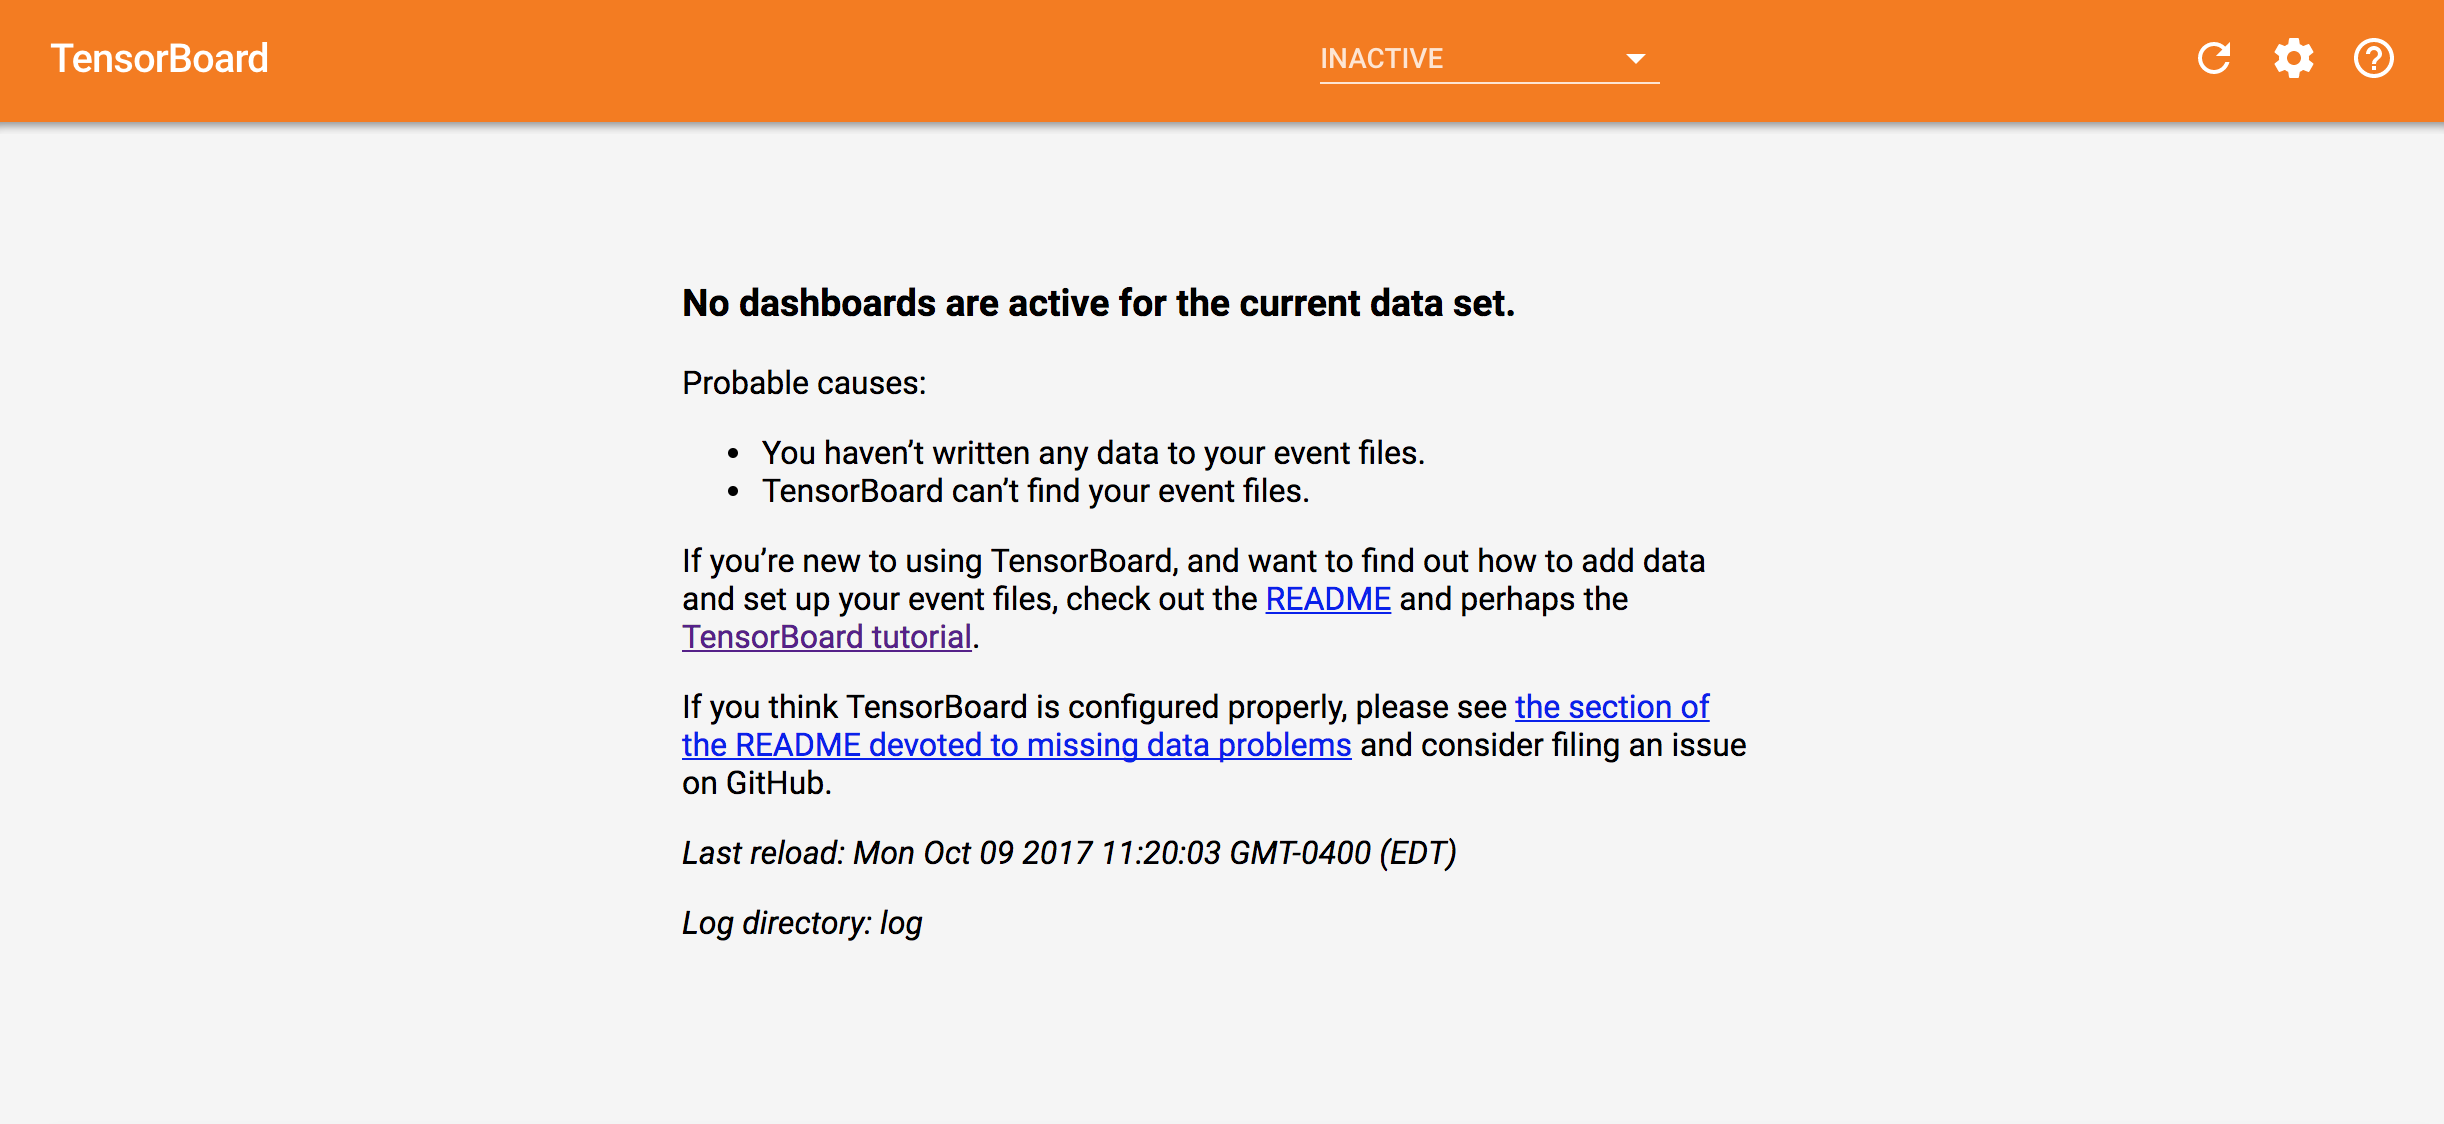 TensorBoard
INACTIVE
No dashboards are active for the current data set.
Probable causes:
• You haven’t written any data to your event files.
• TensorBoard can’t find your event files.
If you’re new to using TensorBoard, and want to find out how to add data
and set up your event files, check out the README and perhaps the
TensorBoard tutorial.
If you think TensorBoard is configured properly, please see the section of
the README devoted to missing data problems and consider filing an issue
on GitHub.
Last reload: Mon Oct 09 2017 11:20:03 GMT-0400 (EDT)
Log directory: log